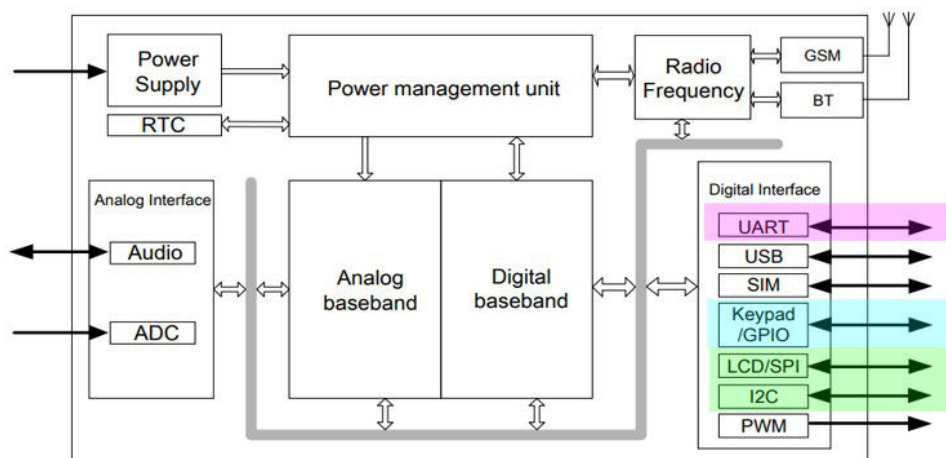 Power
Supply
RTC
Power management unit
Radio
Frequency
GSM
BT
Analog Interface
Audio
ADC
Analog
baseband
Digital
baseband
Digital Interface
UART
USB
SIM
Keypad
/GPIO
LCD/SPI
I2C
PWM